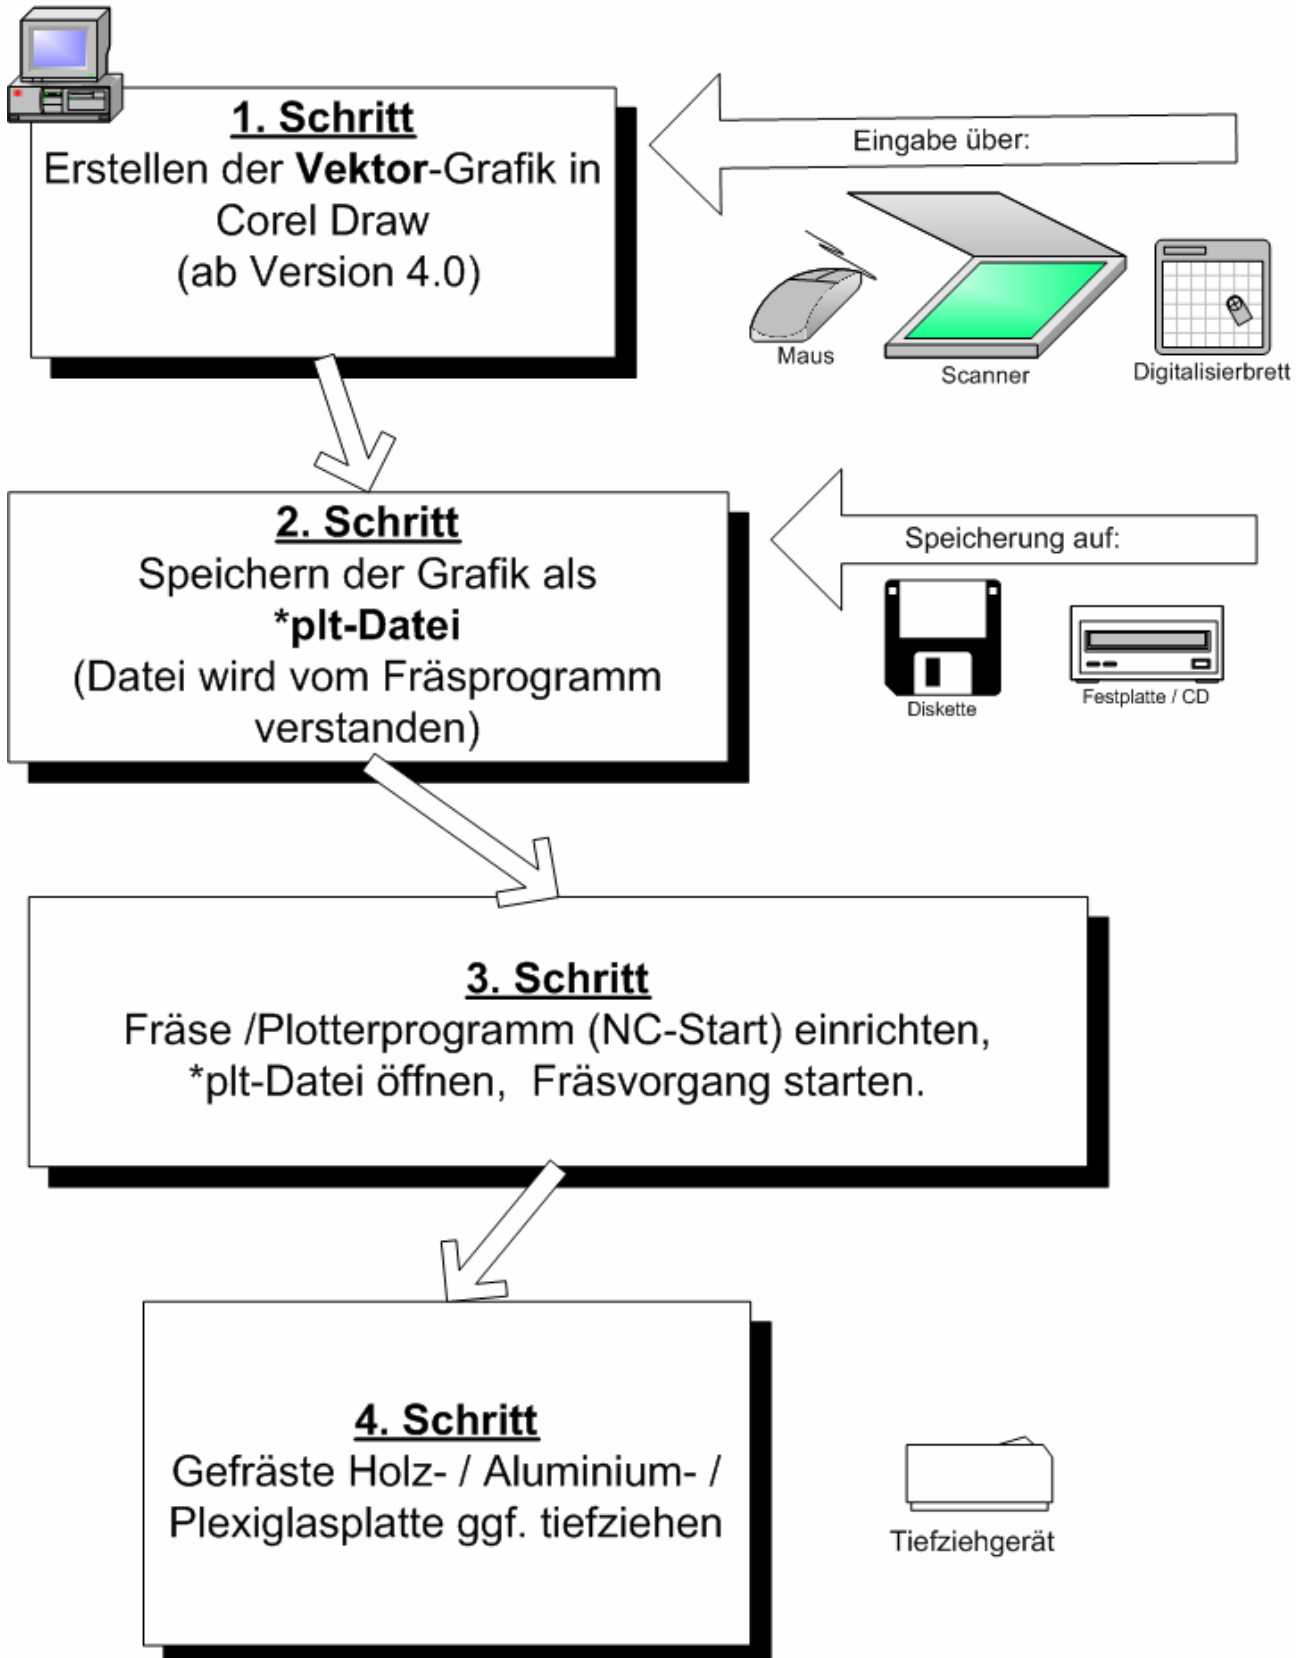 1. Schritt
Erstellen der Vektor-Grafik in
Corel Draw
(ab Version 4.0)
Eingabe über:
Maus
Scanner
Digitalisierbrett
2. Schritt
Speichern der Grafik als
*plt-Datei
(Datei wird vom Fräsprogramm
verstanden)
Speicherung auf:
Diskette
Festplatte / CD
3. Schritt
Fräse /Plotterprogramm (NC-Start) einrichten,
*plt-Datei öffnen,  Fräsvorgang starten.
4. Schritt
Gefräste Holz- / Aluminium- /
Plexiglasplatte ggf. tiefziehen
Tiefziehgerät